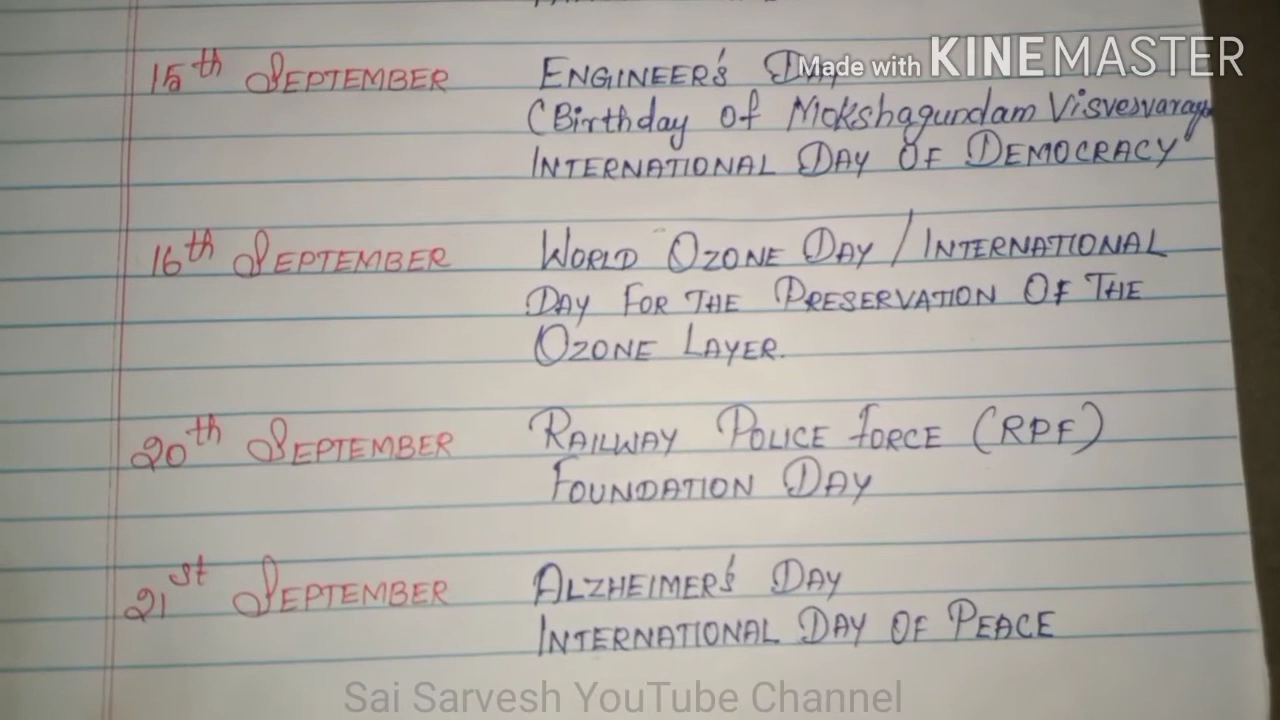 Made with KINEMASTER
15th SEPTEMBER ENGINEER'S DAY
(Birthday of Mokshagundam Visvesvaraya
INTERNATIONAL DAY OF DEMOCRACY
16th SEPTEMBER WORLD OZONE DAY / INTERNATIONAL
DAY FOR THE PRESERVATION OF THE
OZONE LAYER.
20th SEPTEMBER RAILWAY POLICE FORCE (RPF)
FOUNDATION DAY
21st SEPTEMBER ALZHEIMER'S DAY
INTERNATIONAL DAY OF PEACE
Sai Sarvesh YouTube Channel